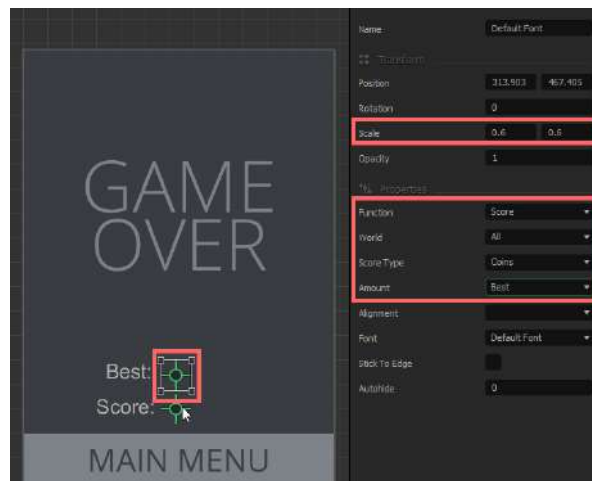 GAME
OVER
Best:
Score:
MAIN MENU
Name Default Font
Transform
Position 313.903 467.405
Rotation 0
Scale 0.6 0.6
Opacity 1
Properties
Function Score
World All
Score Type Coins
Amount Best
Alignment
Font Default Font
Stick To Edge
Autohide 0